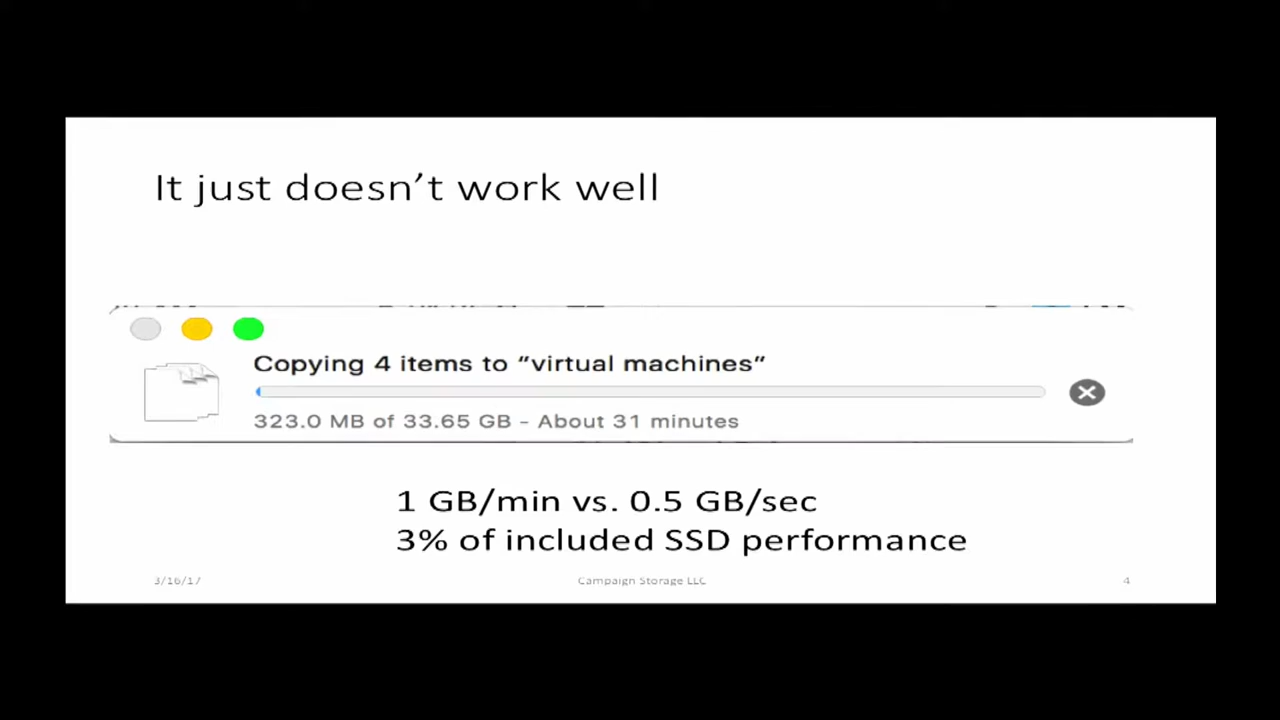 It just doesn’t work well
Copying 4 items to “virtual machines”
323.0 MB of 33.65 GB – About 31 minutes
1 GB/min vs. 0.5 GB/sec
3% of included SSD performance
3/16/17
Campaign Storage LLC
4